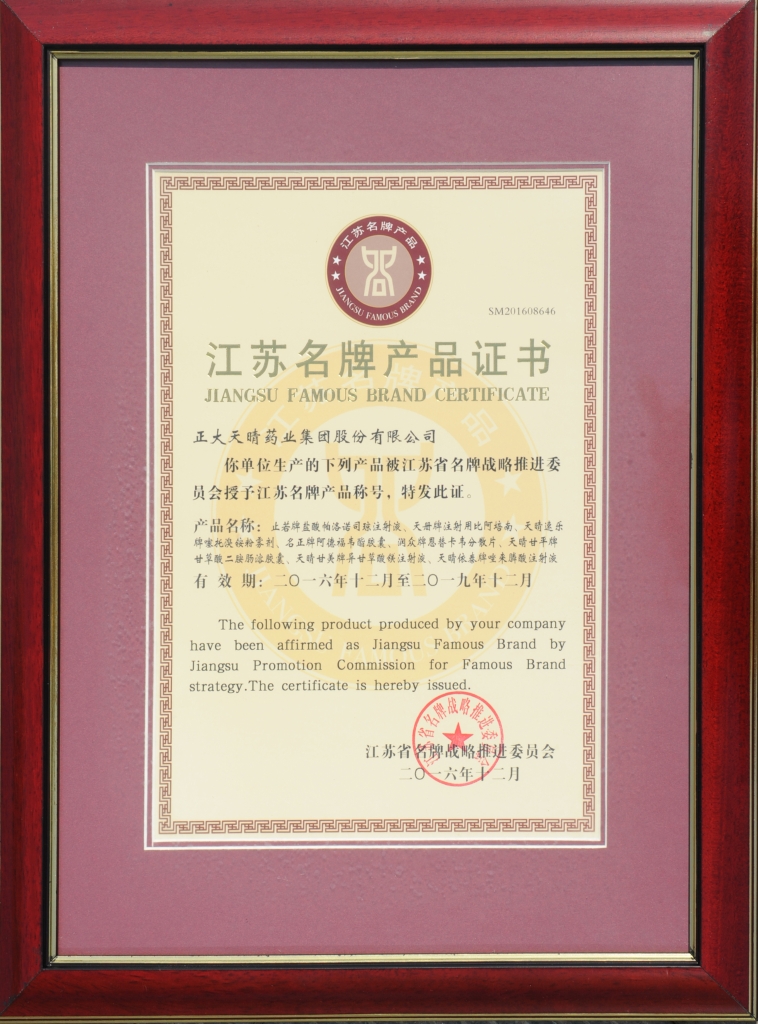 江苏名牌产品
JIANGSU FAMOUS BRAND
SM201608646
江苏名牌产品证书
JIANGSU FAMOUS BRAND CERTIFICATE
正大天晴药业集团股份有限公司
你单位生产的下列产品被江苏省名牌战略推进委
员会授予江苏名牌产品称号，特发此证。
产品名称：止若牌盐酸帕洛诺司琼注射液、天册牌注射用比阿培南、天晴速乐
牌噻托溴铵粉雾剂、名正牌阿德福韦酯胶囊、润众牌恩替卡韦分散片、天晴甘平牌
甘草酸二铵肠溶胶囊、天晴甘美牌异甘草酸镁注射液、天晴依泰牌唑来膦酸注射液
有 效 期：二〇一六年十二月至二〇一九年十二月
The following product produced by your company
have been affirmed as Jiangsu Famous Brand by
Jiangsu Promotion Commission for Famous Brand
strategy.The certificate is hereby issued.
江苏省名牌战略推进委员会
江苏省名牌战略推进委员会
二〇一六年十二月